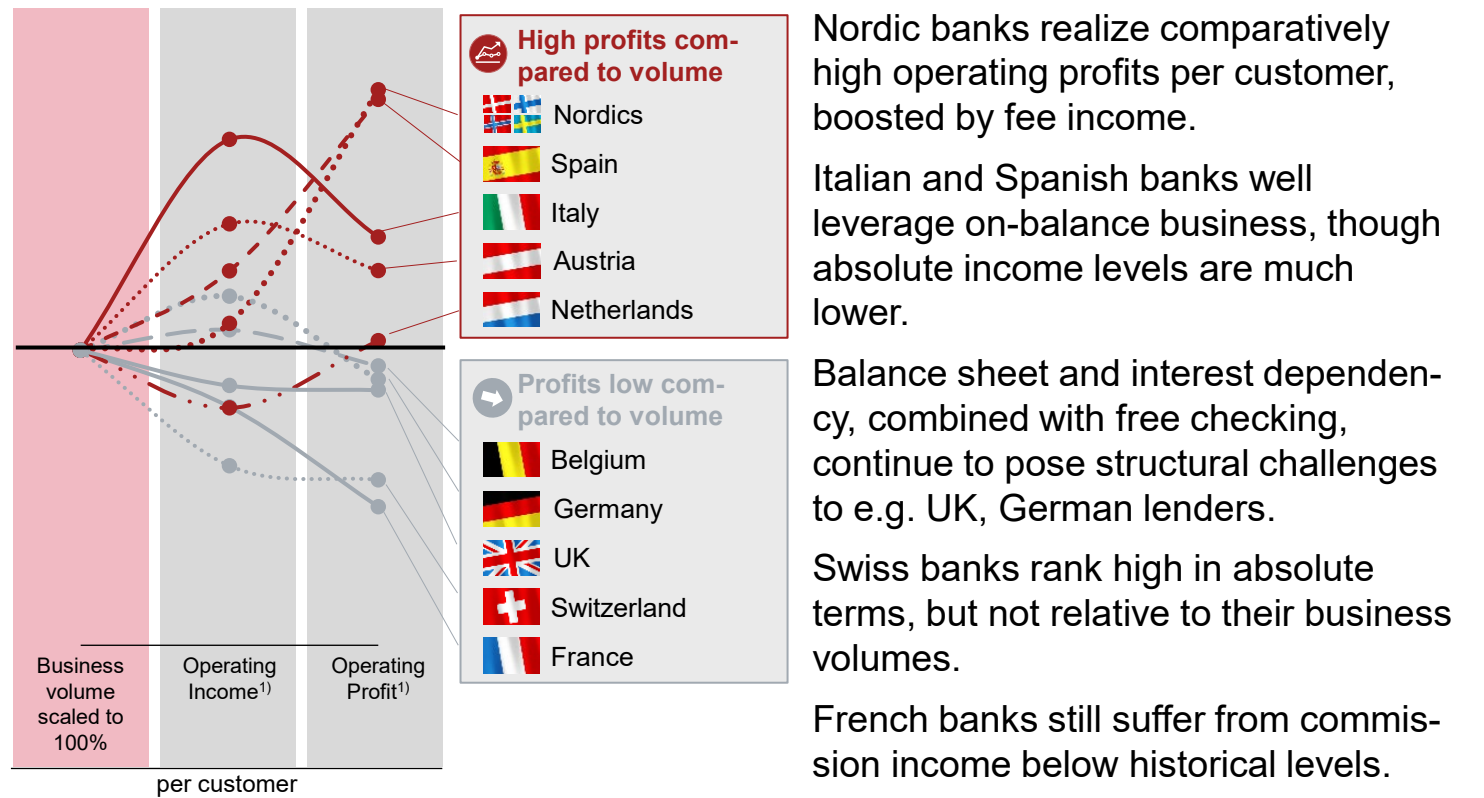 High profits com-
pared to volume
Nordics
Spain
Italy
Austria
Netherlands
Profits low com-
pared to volume
Belgium
Germany
UK
Switzerland
France
Business
volume
scaled to
100%
Operating
Income1)
Operating
Profit1)
per customer
Nordic banks realize comparatively
high operating profits per customer,
boosted by fee income.
Italian and Spanish banks well
leverage on-balance business, though
absolute income levels are much
lower.
Balance sheet and interest dependen-
cy, combined with free checking,
continue to pose structural challenges
to e.g. UK, German lenders.
Swiss banks rank high in absolute
terms, but not relative to their business
volumes.
French banks still suffer from commis-
sion income below historical levels.